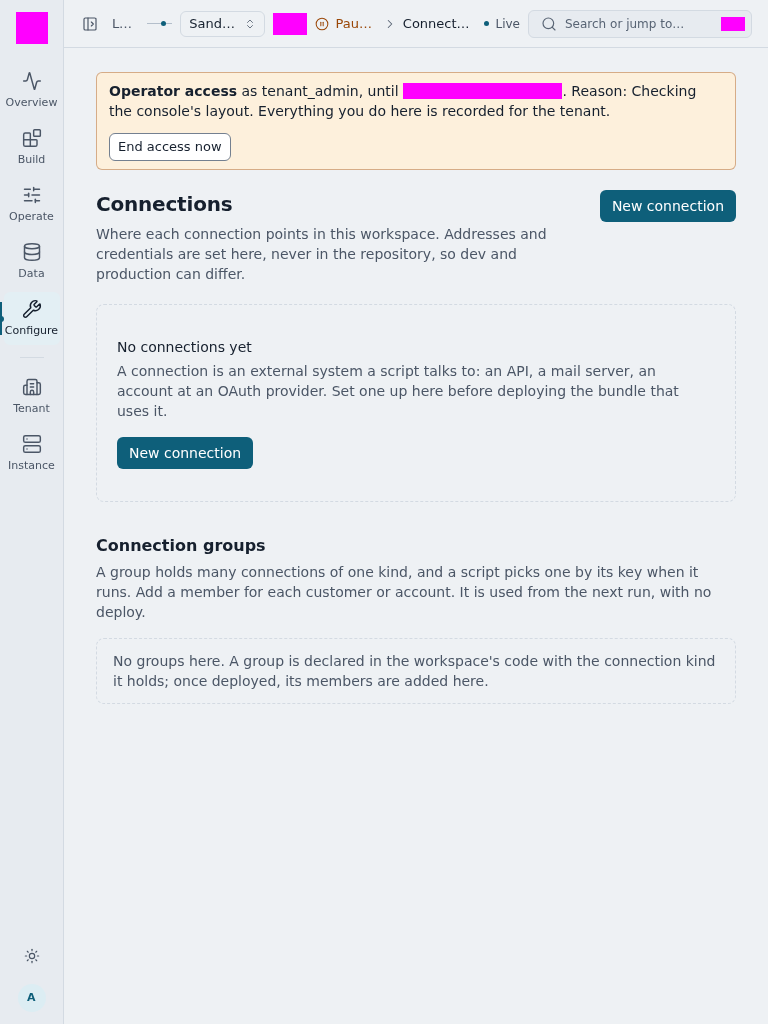 L…
Sand…
Pau…
Connect…
Live
Search or jump to…
Overview
Build
Operate
Data
Configure
Tenant
Instance
A
Operator access as tenant_admin, until . Reason: Checking
the console's layout. Everything you do here is recorded for the tenant.
End access now
Connections
New connection
Where each connection points in this workspace. Addresses and
credentials are set here, never in the repository, so dev and
production can differ.
No connections yet
A connection is an external system a script talks to: an API, a mail server, an
account at an OAuth provider. Set one up here before deploying the bundle that
uses it.
New connection
Connection groups
A group holds many connections of one kind, and a script picks one by its key when it
runs. Add a member for each customer or account. It is used from the next run, with no
deploy.
No groups here. A group is declared in the workspace's code with the connection kind
it holds; once deployed, its members are added here.